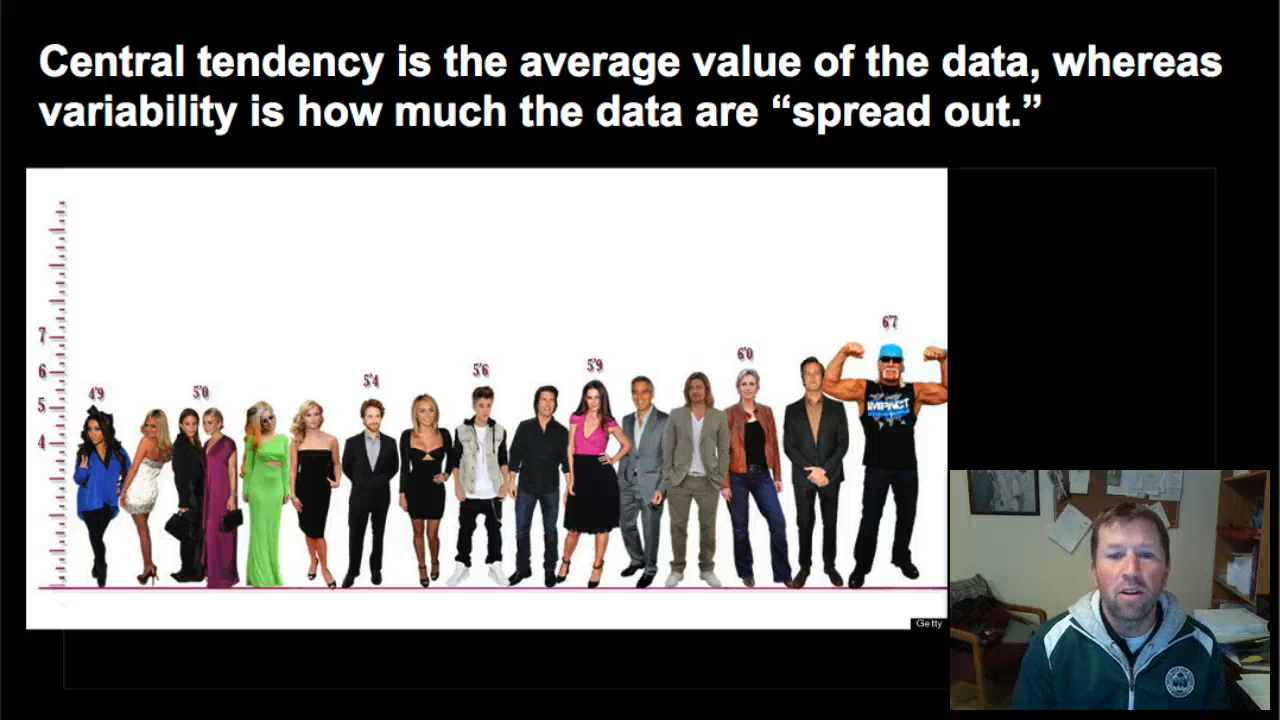 Central tendency is the average value of the data, whereas
variability is how much the data are “spread out.”
7
6
5
4
4'9
5'0
5'4
5'6
5'9
6'0
6'7
IMPACT
Getty